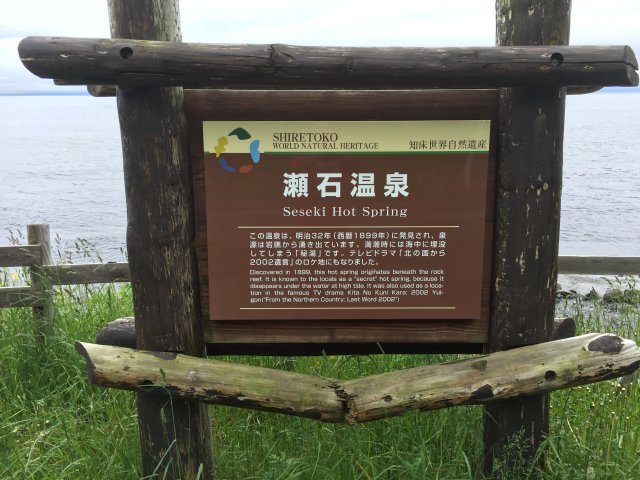 SHIRETOKO
WORLD NATURAL HERITAGE
知床世界自然遺産
瀬石温泉
Seseki Hot Spring
この温泉は、明治32年(西暦1899年)に発見され、泉
源は岩礁から湧き出ています。満潮時には海中に埋没
してしまう「秘湯」です。テレビドラマ「北の国から
2002遺言」のロケ地にもなりました。
Discovered in 1899, this hot spring originates beneath the rock
reef. It is known to the locals as a "secret" hot spring, because it
disappears under the water at high tide. It was also used as a loca-
tion in the famous TV drama Kita No Kuni Kara: 2002 Yui-
gon("From the Northern Country: Last Word 2002")